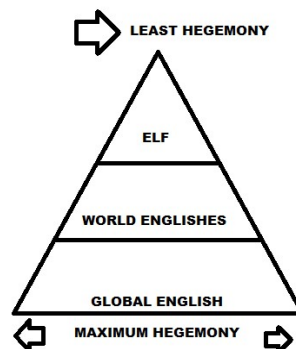 LEAST HEGEMONY
ELF
WORLD ENGLISHES
GLOBAL ENGLISH
MAXIMUM HEGEMONY